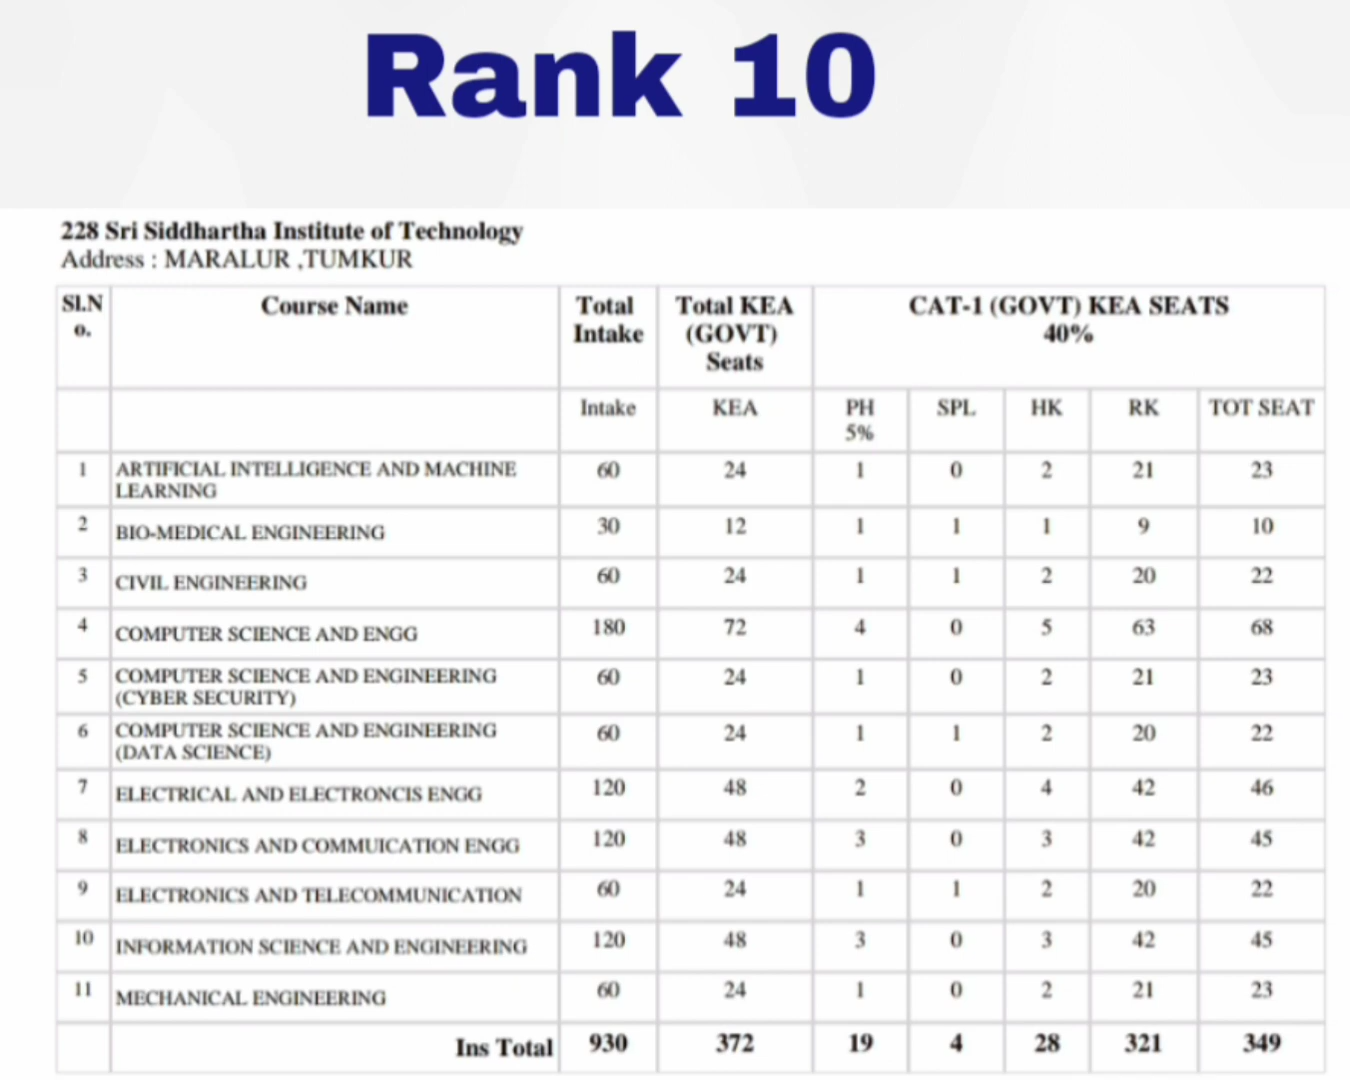 Rank 10
228 Sri Siddhartha Institute of Technology
Address : MARALUR ,TUMKUR
SI.N
o.
Course Name
Total
Intake
Total KEA
(GOVT)
Seats
CAT-1 (GOVT) KEA SEATS
40%
Intake KEA PH
5% SPL HK RK TOT SEAT
1 ARTIFICIAL INTELLIGENCE AND MACHINE
LEARNING 60 24 1 0 2 21 23
2 BIO-MEDICAL ENGINEERING 30 12 1 1 1 9 10
3 CIVIL ENGINEERING 60 24 1 1 2 20 22
4 COMPUTER SCIENCE AND ENGG 180 72 4 0 5 63 68
5 COMPUTER SCIENCE AND ENGINEERING
(CYBER SECURITY) 60 24 1 0 2 21 23
6 COMPUTER SCIENCE AND ENGINEERING
(DATA SCIENCE) 60 24 1 1 2 20 22
7 ELECTRICAL AND ELECTRONCIS ENGG 120 48 2 0 4 42 46
8 ELECTRONICS AND COMMUICATION ENGG 120 48 3 0 3 42 45
9 ELECTRONICS AND TELECOMMUNICATION 60 24 1 1 2 20 22
10 INFORMATION SCIENCE AND ENGINEERING 120 48 3 0 3 42 45
11 MECHANICAL ENGINEERING 60 24 1 0 2 21 23
Ins Total 930 372 19 4 28 321 349